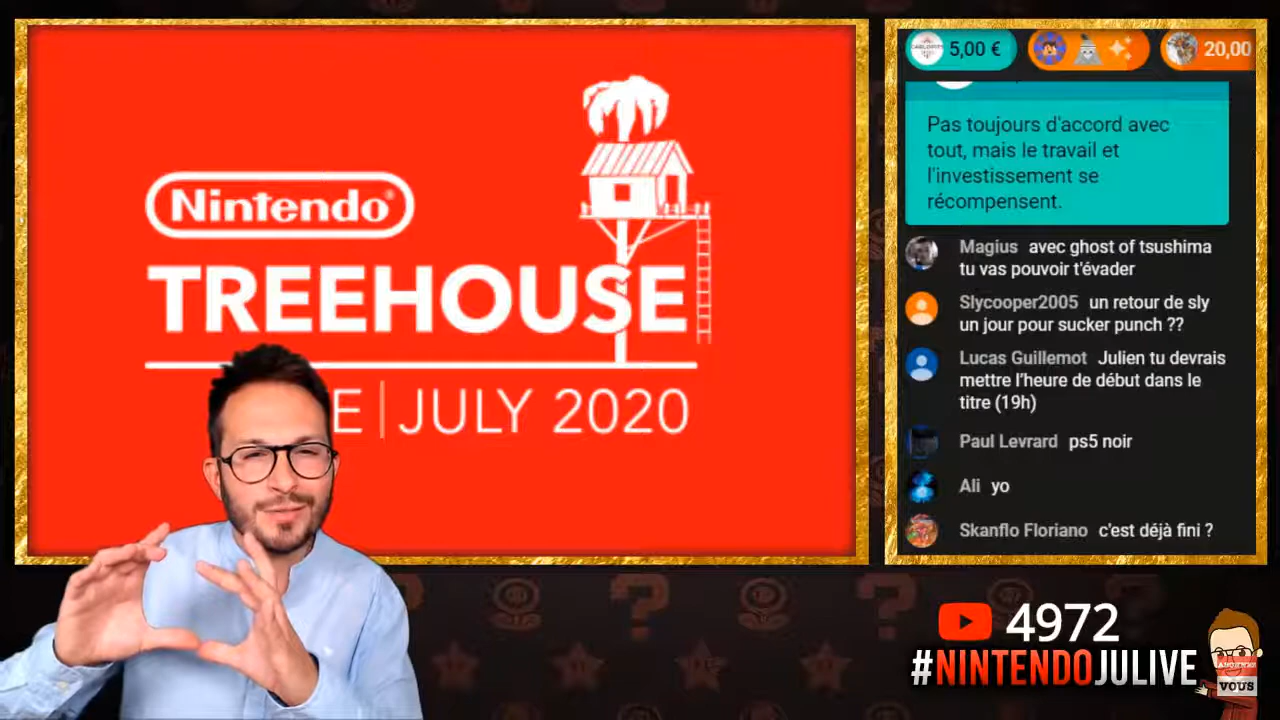 Nintendo®
TREEHOUSE
E | JULY 2020
5,00 €
20,00
Pas toujours d'accord avec
tout, mais le travail et
l'investissement se
récompensent.
Magius avec ghost of tsushima
tu vas pouvoir t'évader
Slycooper2005 un retour de sly
un jour pour sucker punch ??
Lucas Guillemot Julien tu devrais
mettre l'heure de début dans le
titre (19h)
Paul Levrard ps5 noir
Ali yo
Skanflo Floriano c'est déjà fini ?
4972
#NINTENDOJULIVE
VOUS